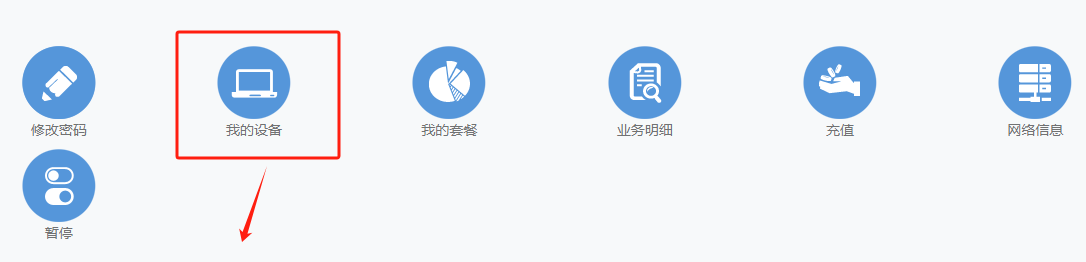 修改密码
我的设备
我的套餐
业务明细
充值
网络信息
暂停